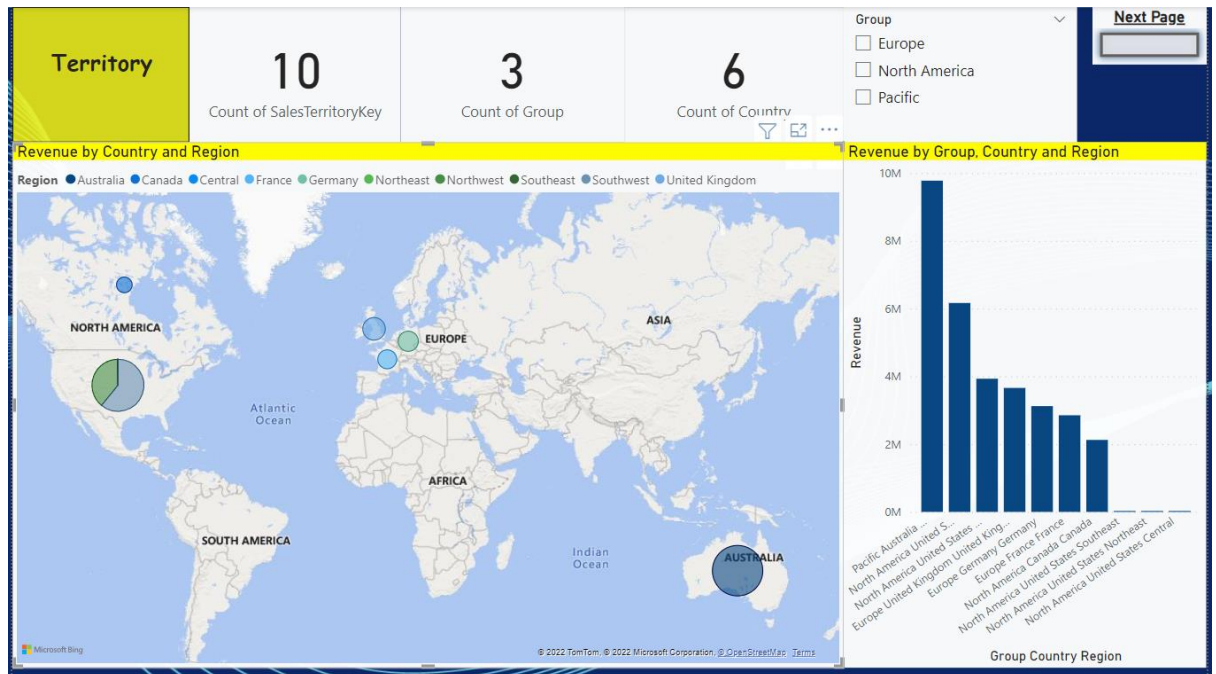 Territory
10
Count of SalesTerritoryKey
3
Count of Group
6
Count of Country
Group
Europe
North America
Pacific
Next Page
Revenue by Country and Region
Region Australia Canada Central France Germany Northeast Northwest Southeast Southwest United Kingdom
NORTH AMERICA
EUROPE
ASIA
Atlantic
Ocean
AFRICA
SOUTH AMERICA
Indian
Ocean
AUSTRALIA
Microsoft Bing
© 2022 TomTom, © 2022 Microsoft Corporation, © OpenStreetMap Terms
Revenue by Group, Country and Region
Revenue
10M
8M
6M
4M
2M
0M
Pacific Australia ...
North America United S...
North America United States ...
Europe United Kingdom United King...
Europe Germany Germany
Europe France France
North America Canada Canada
North America United States Southeast
North America United States Northeast
North America United States Central
Group Country Region